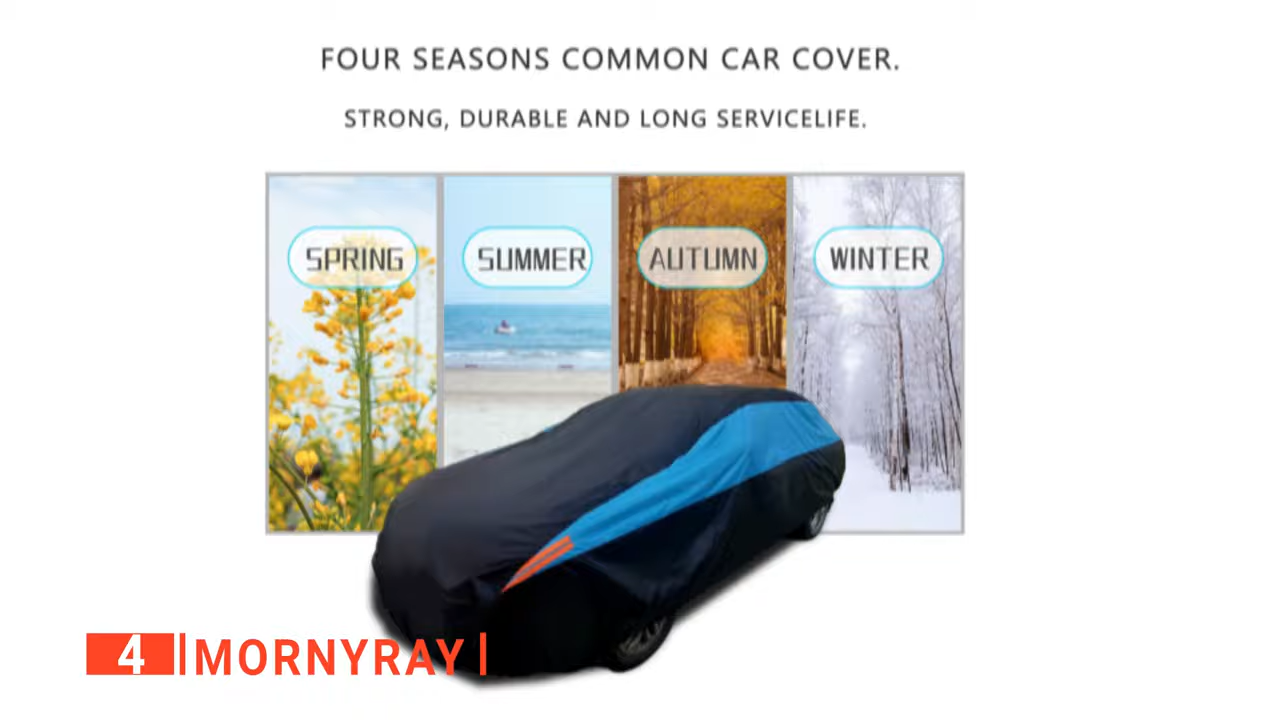 FOUR SEASONS COMMON CAR COVER.
STRONG, DURABLE AND LONG SERVICELIFE.
SPRING SUMMER AUTUMN WINTER
4 MORNYRAY